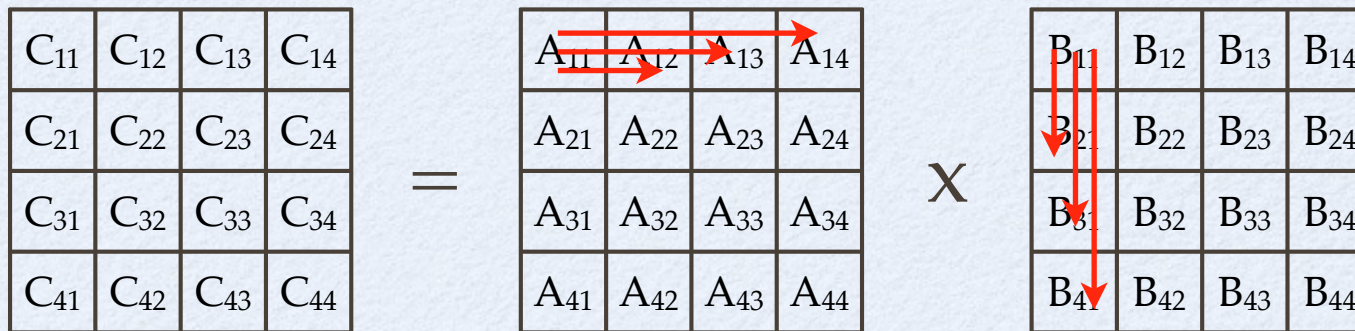 C₁₁ C₁₂ C₁₃ C₁₄ A₁₁ A₁₂ A₁₃ A₁₄ B₁₁ B₁₂ B₁₃ B₁₄
C₂₁ C₂₂ C₂₃ C₂₄ A₂₁ A₂₂ A₂₃ A₂₄ B₂₁ B₂₂ B₂₃ B₂₄
= x
C₃₁ C₃₂ C₃₃ C₃₄ A₃₁ A₃₂ A₃₃ A₃₄ B₃₁ B₃₂ B₃₃ B₃₄
C₄₁ C₄₂ C₄₃ C₄₄ A₄₁ A₄₂ A₄₃ A₄₄ B₄₁ B₄₂ B₄₃ B₄₄